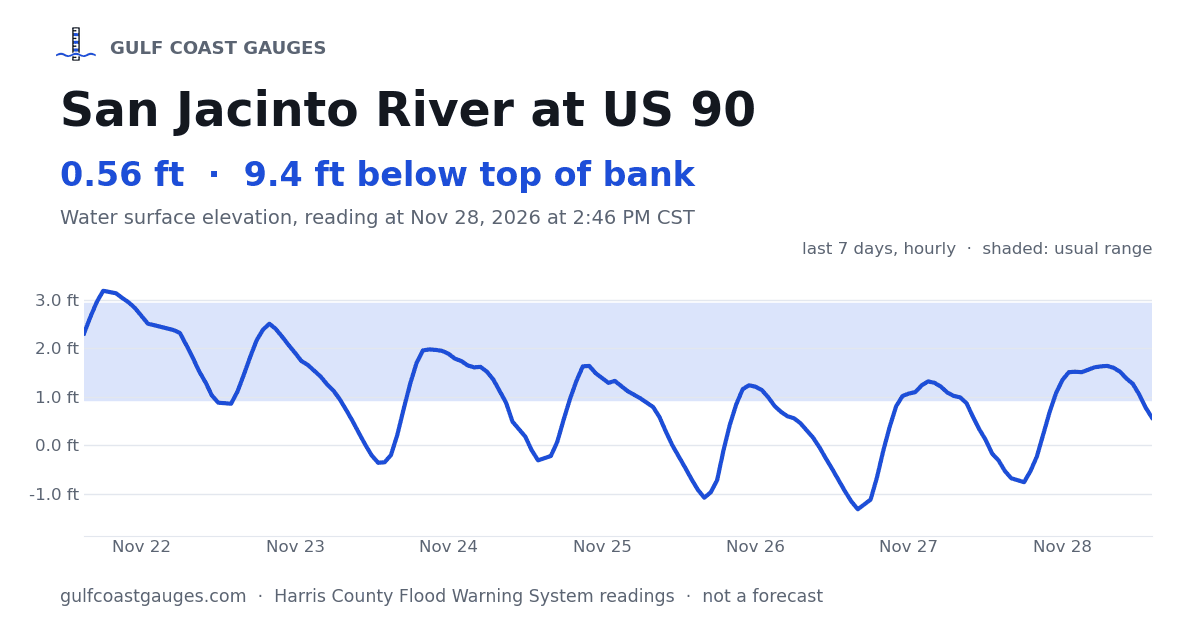 GULF COAST GAUGES
San Jacinto River at US 90
0.56 ft · 9.4 ft below top of bank
Water surface elevation, reading at Nov 28, 2026 at 2:46 PM CST
last 7 days, hourly · shaded: usual range
3.0 ft
2.0 ft
1.0 ft
0.0 ft
-1.0 ft
Nov 22 Nov 23 Nov 24 Nov 25 Nov 26 Nov 27 Nov 28
gulfcoastgauges.com · Harris County Flood Warning System readings · not a forecast